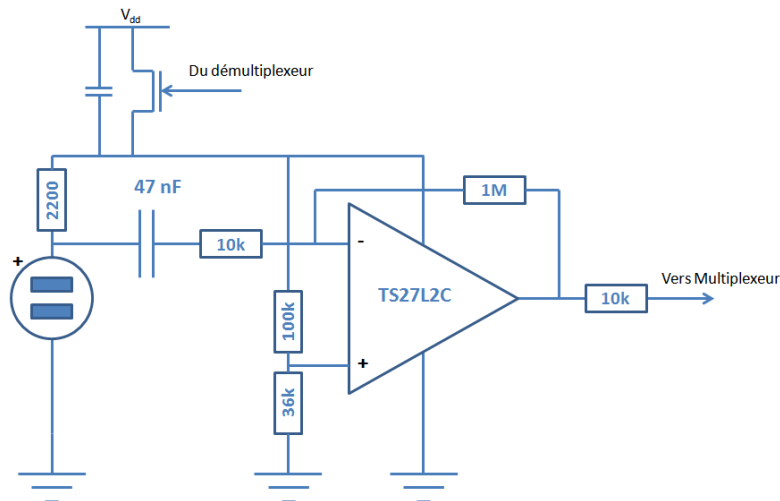 Vdd
Du démultiplexeur
2200
47 nF
10k
1M
-
+
TS27L2C
Vers Multiplexeur
10k
100k
+
36k